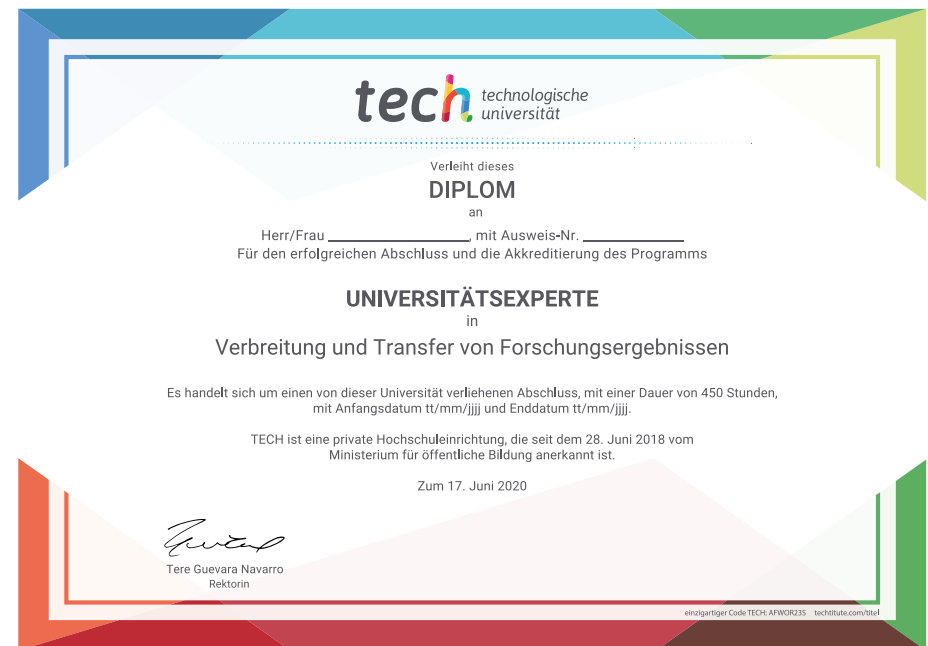 tech technologische
universität
Verleiht dieses
DIPLOM
an
Herr/Frau ____________, mit Ausweis-Nr. ____________
Für den erfolgreichen Abschluss und die Akkreditierung des Programms
UNIVERSITÄTSEXPERTE
in
Verbreitung und Transfer von Forschungsergebnissen
Es handelt sich um einen von dieser Universität verliehenen Abschluss, mit einer Dauer von 450 Stunden,
mit Anfangsdatum tt/mm/jjjj und Enddatum tt/mm/jjjj.
TECH ist eine private Hochschuleinrichtung, die seit dem 28. Juni 2018 vom
Ministerium für öffentliche Bildung anerkannt ist.
Zum 17. Juni 2020
Tere Guevara Navarro
Rektorin
einzigartiger Code TECH: AFWOR23S techtitute.com/titel